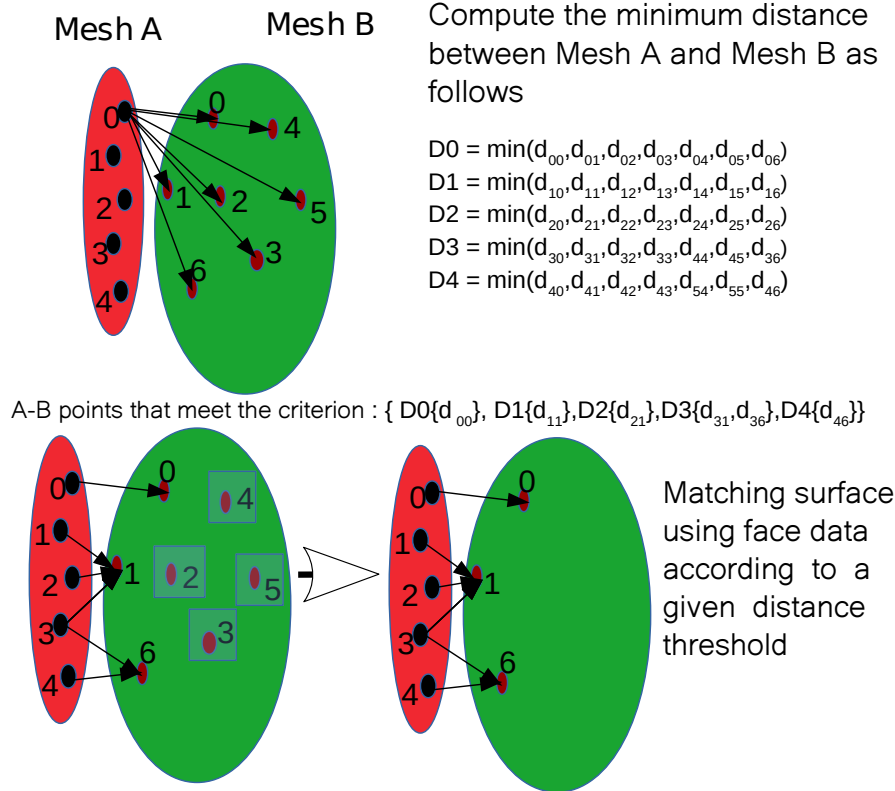 Mesh A
Mesh B
Compute the minimum distance
between Mesh A and Mesh B as
follows
0
1
2
3
4
0
4
1
2
5
3
6
D0 = min(d00,d01,d02,d03,d04,d05,d06)
D1 = min(d10,d11,d12,d13,d14,d15,d16)
D2 = min(d20,d21,d22,d23,d24,d25,d26)
D3 = min(d30,d31,d32,d33,d44,d45,d36)
D4 = min(d40,d41,d42,d43,d54,d55,d46)
A-B points that meet the criterion : { D0{d00}, D1{d11},D2{d21},D3{d31,d36},D4{d46}}
0
1
2
3
4
0
4
1
2
5
3
6
0
1
2
3
4
0
1
6
Matching surface
using face data
according to a
given distance
threshold